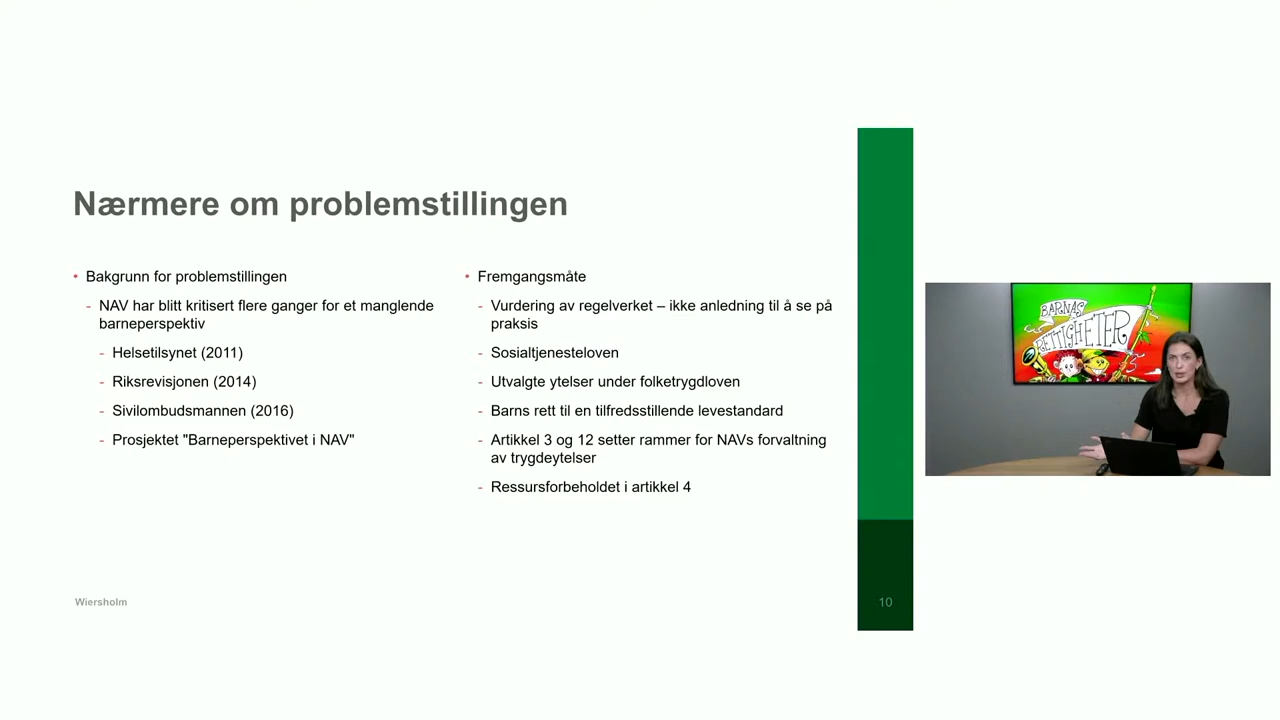 Nærmere om problemstillingen
• Bakgrunn for problemstillingen
- NAV har blitt kritisert flere ganger for et manglende
barneperspektiv
- Helsetilsynet (2011)
- Riksrevisjonen (2014)
- Sivilombudsmannen (2016)
- Prosjektet "Barneperspektivet i NAV"
• Fremgangsmåte
- Vurdering av regelverket – ikke anledning til å se på
praksis
- Sosialtjenesteloven
- Utvalgte ytelser under folketrygdloven
- Barns rett til en tilfredsstillende levestandard
- Artikkel 3 og 12 setter rammer for NAVs forvaltning
av trygdeytelser
- Ressursforbeholdet i artikkel 4
Wiersholm
10
BARNAS
RETTIGHETER